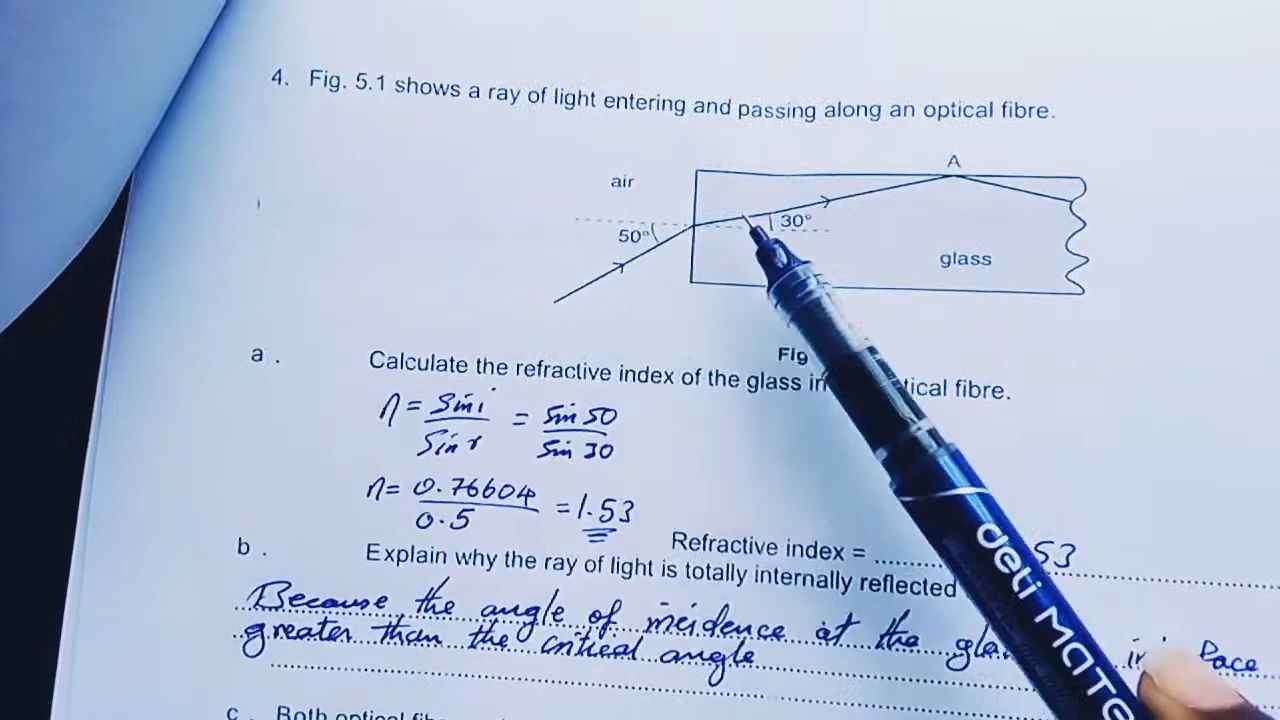 4. Fig. 5.1 shows a ray of light entering and passing along an optical fibre.
A
air
50°
30°
glass
Fig
a . Calculate the refractive index of the glass in tical fibre.
n = sin i / sin r = sin 50 / sin 30
n = 0.76604 / 0.5 = 1.53
Refractive index = .......... 53
b . Explain why the ray of light is totally internally reflected
Because the angle of incidence at the
greater than the critical angle
c . Both optical
deli MATE